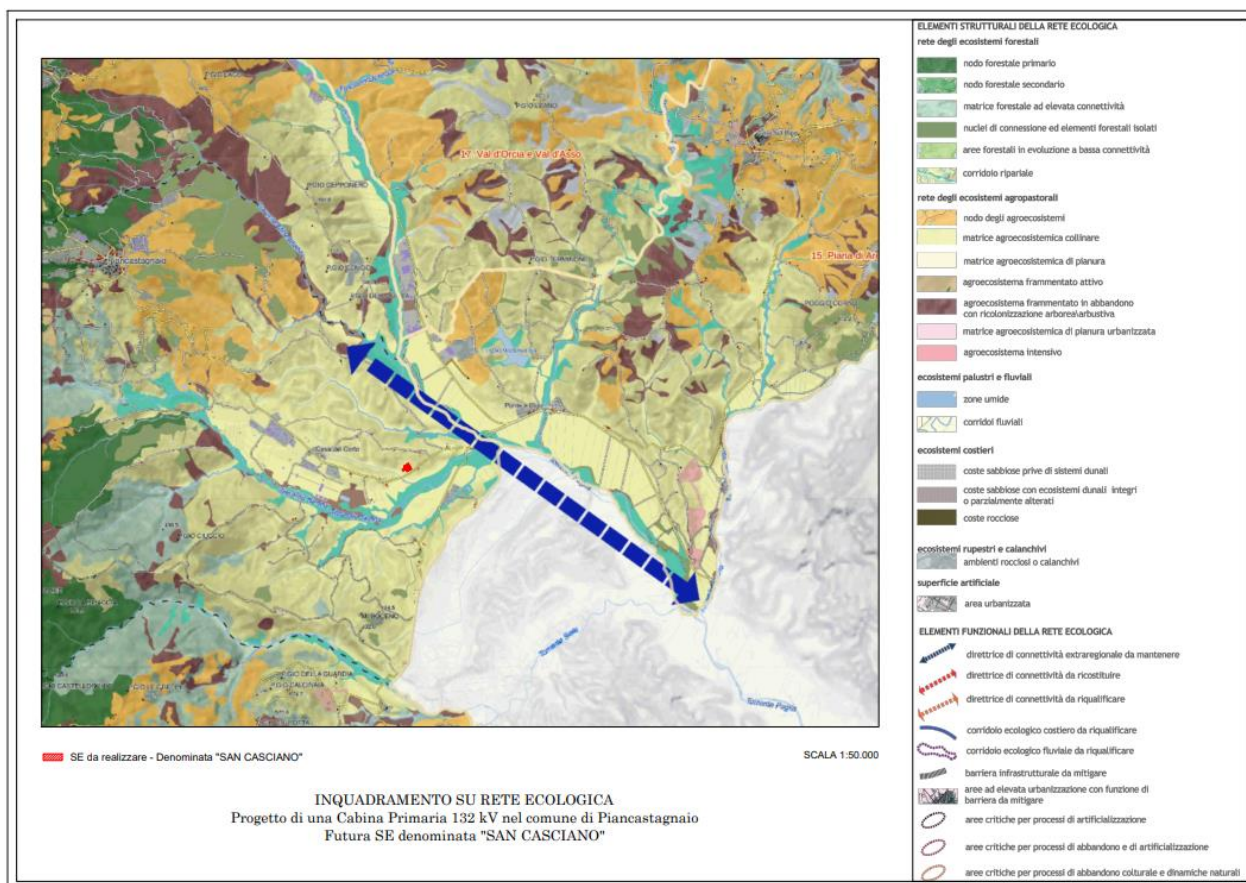 17. Val d'Orcia e Val d'Asso
15. Piana di Ar
SE da realizzare - Denominata "SAN CASCIANO"
SCALA 1:50.000
INQUADRAMENTO SU RETE ECOLOGICA
Progetto di una Cabina Primaria 132 kV nel comune di Piancastagnaio
Futura SE denominata "SAN CASCIANO"
ELEMENTI STRUTTURALI DELLA RETE ECOLOGICA
rete degli ecosistemi forestali
nodo forestale primario
nodo forestale secondario
matrice forestale ad elevata connettività
nuclei di connessione ed elementi forestali isolati
aree forestali in evoluzione a bassa connettività
corridoio ripariale
rete degli ecosistemi agropastorali
nodo degli agroecosistemi
matrice agroecosistemica collinare
matrice agroecosistemica di pianura
agroecosistema frammentato attivo
agroecosistema frammentato in abbandono
con ricolonizzazione arborea\arbustiva
matrice agroecosistemica di pianura urbanizzata
agroecosistema intensivo
ecosistemi palustri e fluviali
zone umide
corridoi fluviali
ecosistemi costieri
coste sabbiose prive di sistemi dunali
coste sabbiose con ecosistemi dunali integri
o parzialmente alterati
coste rocciose
ecosistemi rupestri e calanchivi
ambienti rocciosi o calanchivi
superficie artificiale
area urbanizzata
ELEMENTI FUNZIONALI DELLA RETE ECOLOGICA
direttrice di connettività extraregionale da mantenere
direttrice di connettività da ricostituire
direttrice di connettività da riqualificare
corridoio ecologico costiero da riqualificare
corridoio ecologico fluviale da riqualificare
barriera infrastrutturale da mitigare
aree ad elevata urbanizzazione con funzione di
barriera da mitigare
aree critiche per processi di artificializzazione
aree critiche per processi di abbandono e di artificializzazione
aree critiche per processi di abbandono colturale e dinamiche naturali